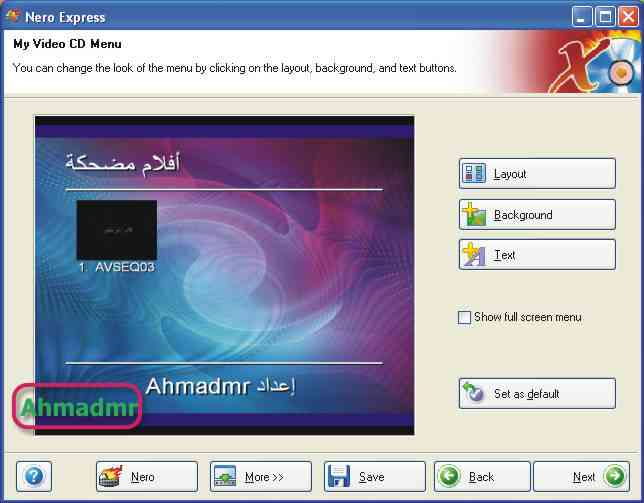 Nero Express
My Video CD Menu
You can change the look of the menu by clicking on the layout, background, and text buttons.
أفلام مضحكة
1. AVSEQ03
إعداد Ahmadmr
Ahmadmr
Layout
Background
Text
Show full screen menu
Set as default
?
Nero
More >>
Save
Back
Next